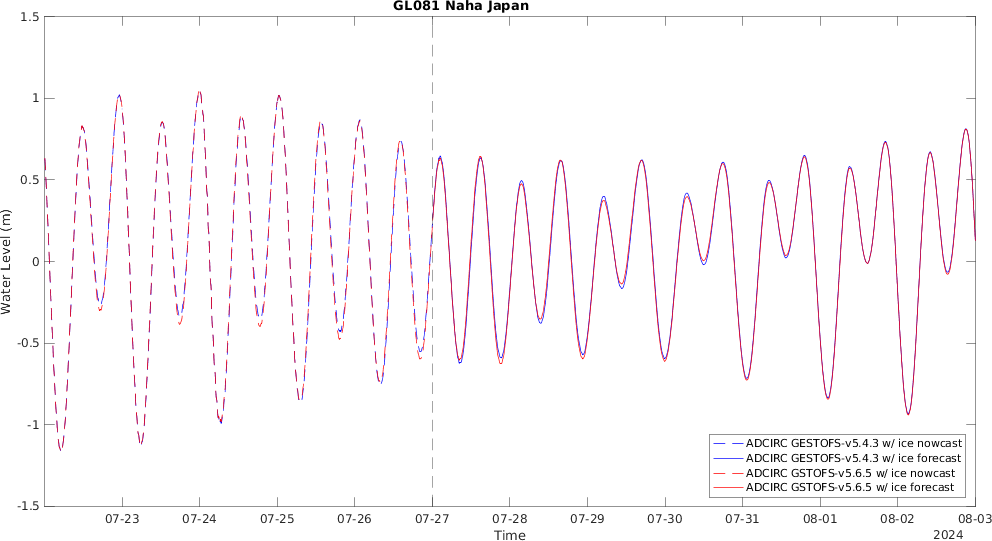 GL081 Naha Japan
1.5
1
0.5
0
-0.5
-1
-1.5
Water Level (m)
ADCIRC GESTOFS-v5.4.3 w/ ice nowcast
ADCIRC GESTOFS-v5.4.3 w/ ice forecast
ADCIRC GSTOFS-v5.6.5 w/ ice nowcast
ADCIRC GSTOFS-v5.6.5 w/ ice forecast
07-23 07-24 07-25 07-26 07-27 07-28 07-29 07-30 07-31 08-01 08-02 08-03
Time
2024